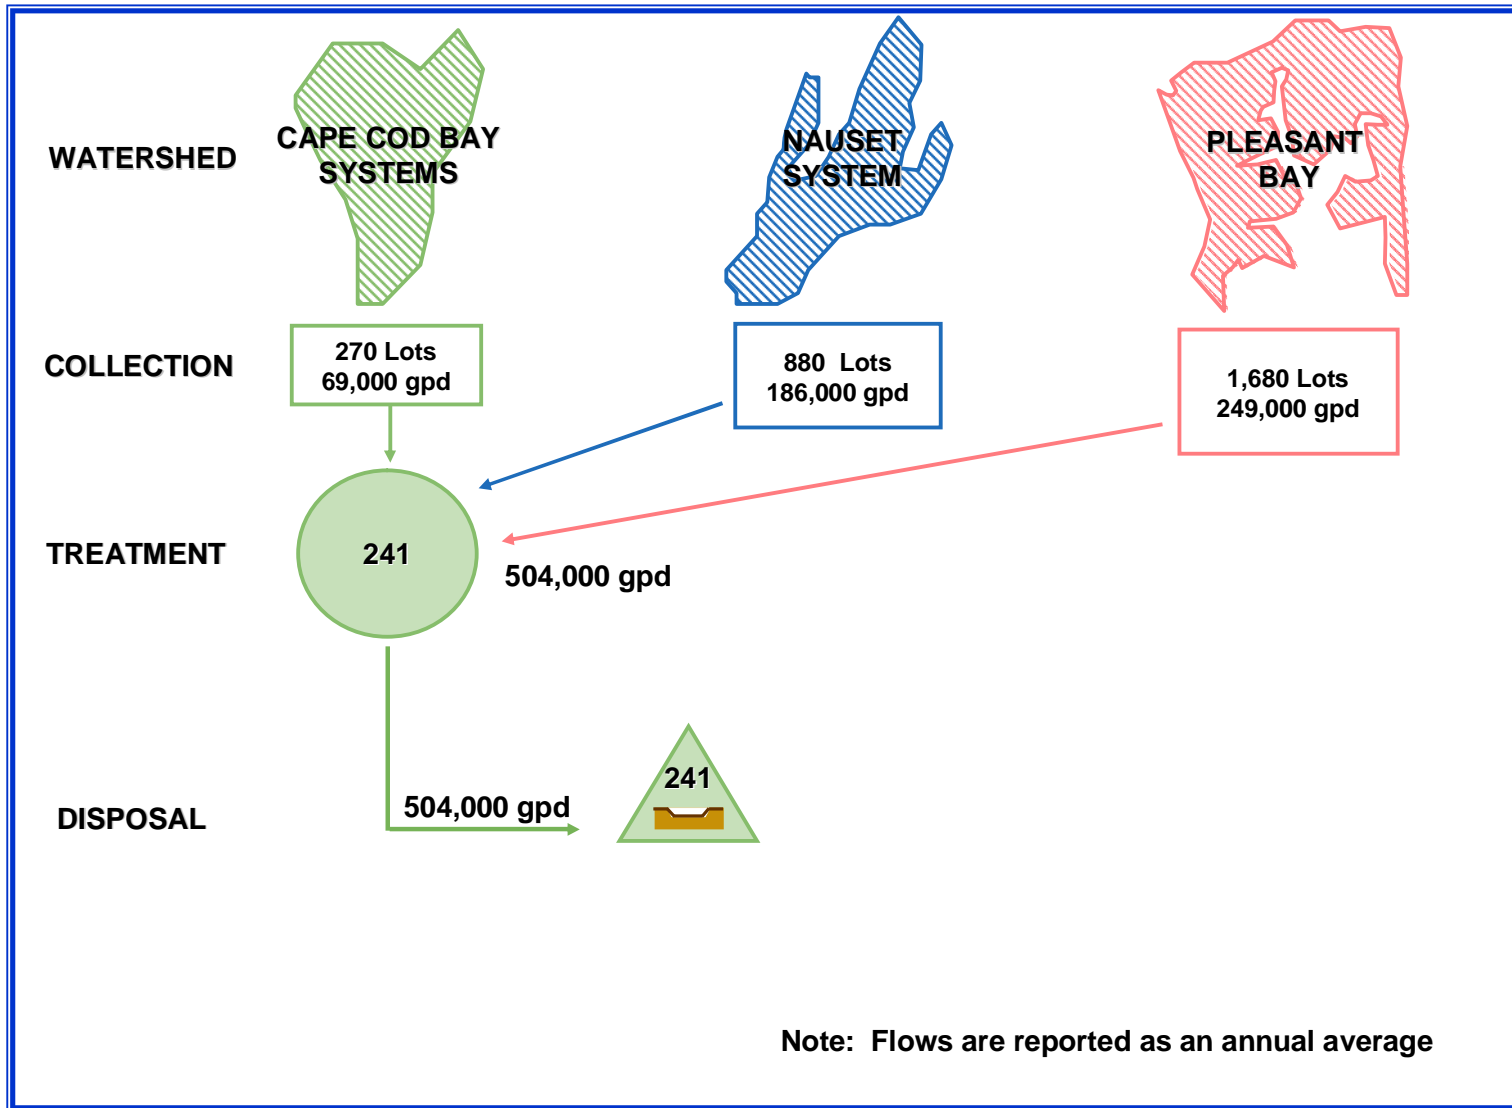 WATERSHED
CAPE COD BAY
SYSTEMS
NAUSET
SYSTEM
PLEASANT
BAY
COLLECTION
270 Lots
69,000 gpd
880 Lots
186,000 gpd
1,680 Lots
249,000 gpd
TREATMENT
241
504,000 gpd
DISPOSAL
504,000 gpd
241
Note: Flows are reported as an annual average